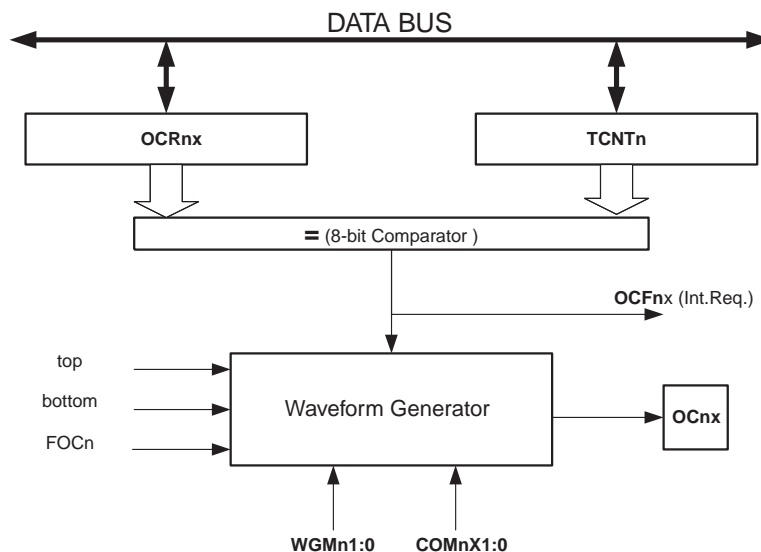 DATA BUS
OCRnx
TCNTn
= (8-bit Comparator )
OCFnx (Int.Req.)
top
bottom
FOCn
Waveform Generator
OCnx
WGMn1:0
COMnX1:0